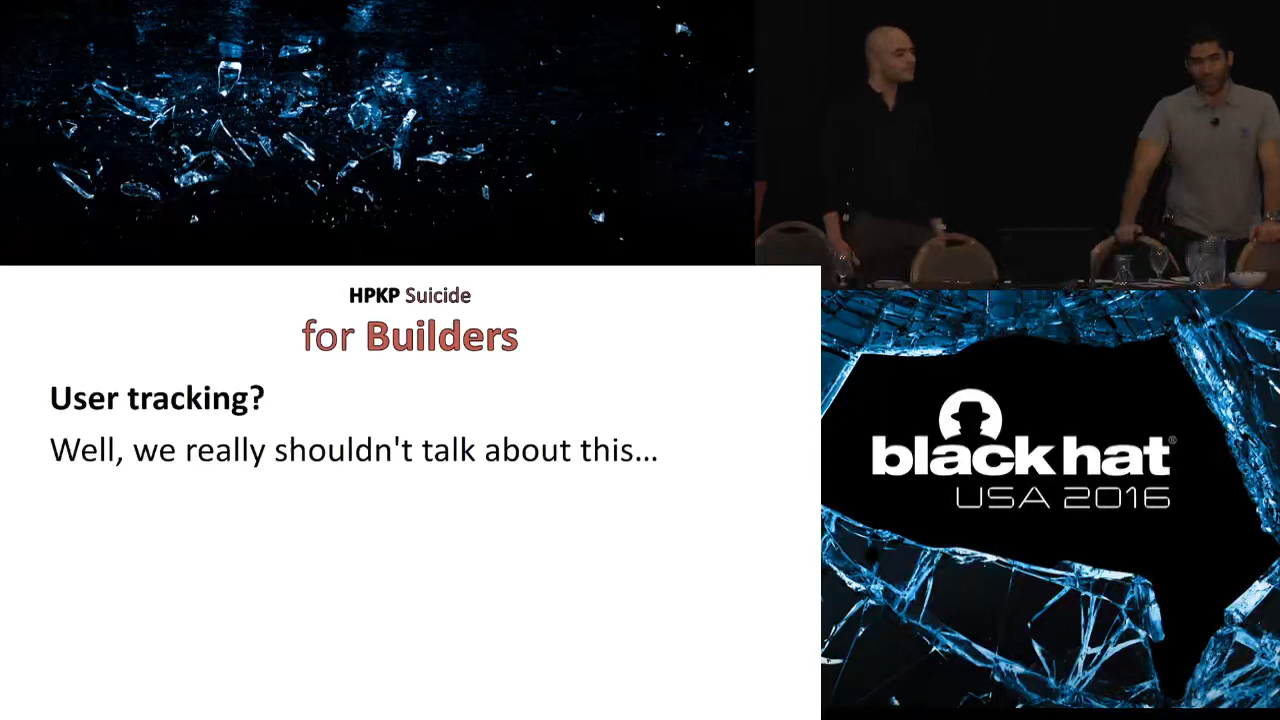 HPKP Suicide
for Builders
User tracking?
Well, we really shouldn't talk about this...
black hat®
USA 2016